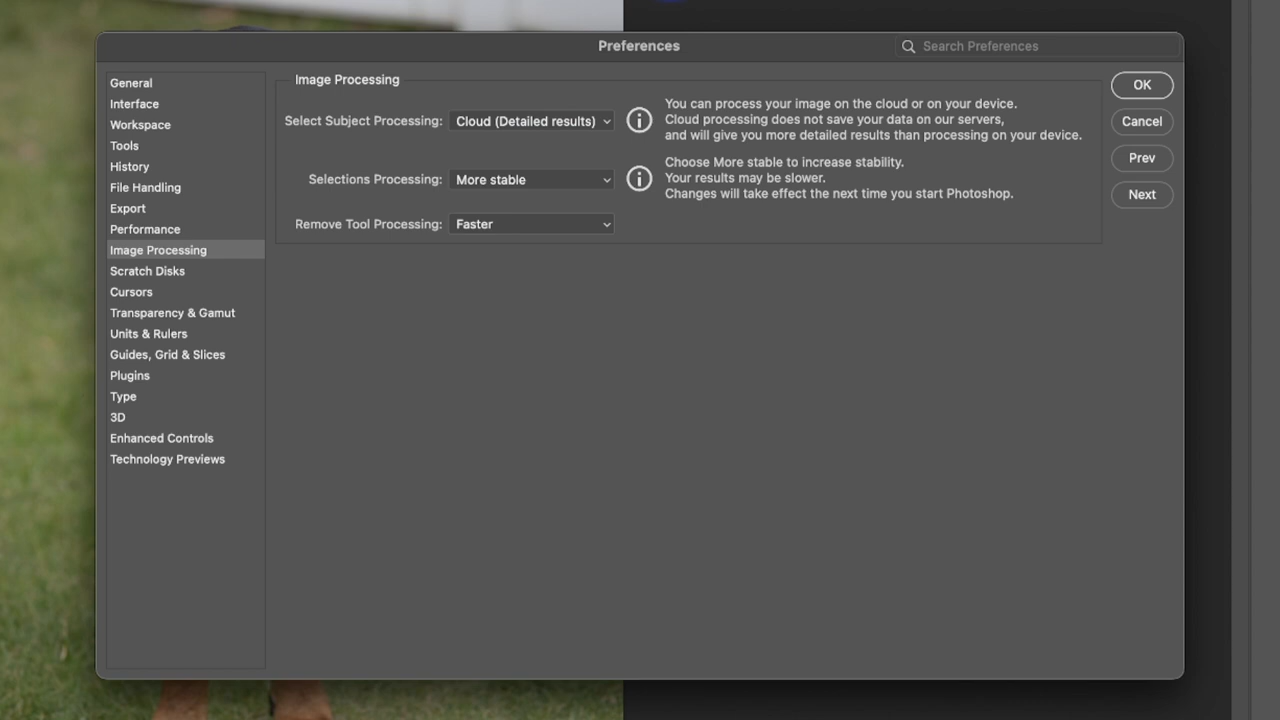 Preferences
Search Preferences
General
Interface
Workspace
Tools
History
File Handling
Export
Performance
Image Processing
Scratch Disks
Cursors
Transparency & Gamut
Units & Rulers
Guides, Grid & Slices
Plugins
Type
3D
Enhanced Controls
Technology Previews
Image Processing
Select Subject Processing: Cloud (Detailed results)
You can process your image on the cloud or on your device.
Cloud processing does not save your data on our servers,
and will give you more detailed results than processing on your device.
Selections Processing: More stable
Choose More stable to increase stability.
Your results may be slower.
Changes will take effect the next time you start Photoshop.
Remove Tool Processing: Faster
OK
Cancel
Prev
Next